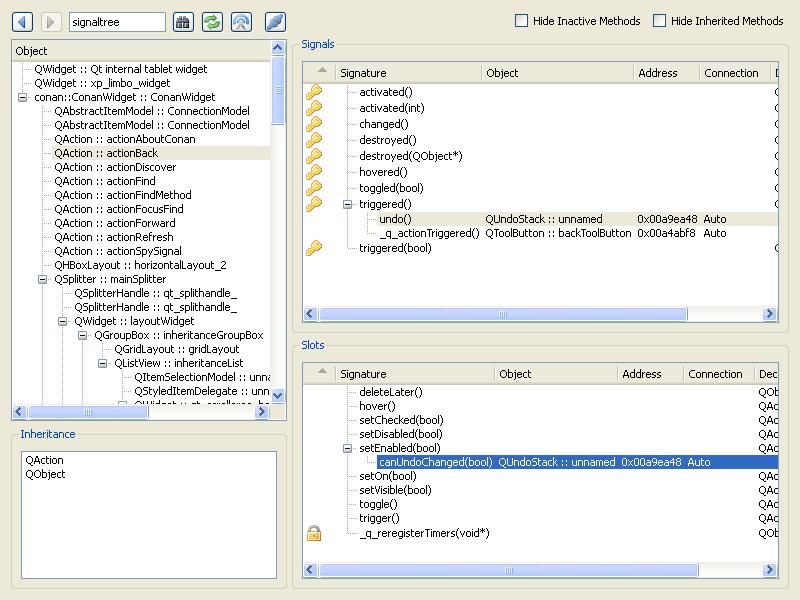 signaltree
Hide Inactive Methods
Hide Inherited Methods
Object
QWidget :: Qt internal tablet widget
QWidget :: xp_limbo_widget
conan::ConanWidget :: ConanWidget
QAbstractItemModel :: ConnectionModel
QAbstractItemModel :: ConnectionModel
QAction :: actionAboutConan
QAction :: actionBack
QAction :: actionDiscover
QAction :: actionFind
QAction :: actionFindMethod
QAction :: actionFocusFind
QAction :: actionForward
QAction :: actionRefresh
QAction :: actionSpySignal
QHBoxLayout :: horizontalLayout_2
QSplitter :: mainSplitter
QSplitterHandle :: qt_splithandle_
QSplitterHandle :: qt_splithandle_
QWidget :: layoutWidget
QGroupBox :: inheritanceGroupBox
QGridLayout :: gridLayout
QListView :: inheritanceList
QItemSelectionModel :: unna
QStyledItemDelegate :: unn
Inheritance
QAction
QObject
Signals
Signature Object Address Connection D
activated()
activated(int)
changed()
destroyed()
destroyed(QObject*)
hovered()
toggled(bool)
triggered()
undo() QUndoStack :: unnamed 0x00a9ea48 Auto
_q_actionTriggered() QToolButton :: backToolButton 0x00a4abf8 Auto
triggered(bool)
Slots
Signature Object Address Connection Dec
deleteLater() QOb
hover() QAc
setChecked(bool) QAc
setDisabled(bool) QAc
setEnabled(bool) QAc
canUndoChanged(bool) QUndoStack :: unnamed 0x00a9ea48 Auto
setOn(bool) QAc
setVisible(bool) QAc
toggle() QAc
trigger() QAc
_q_reregisterTimers(void*) QOb